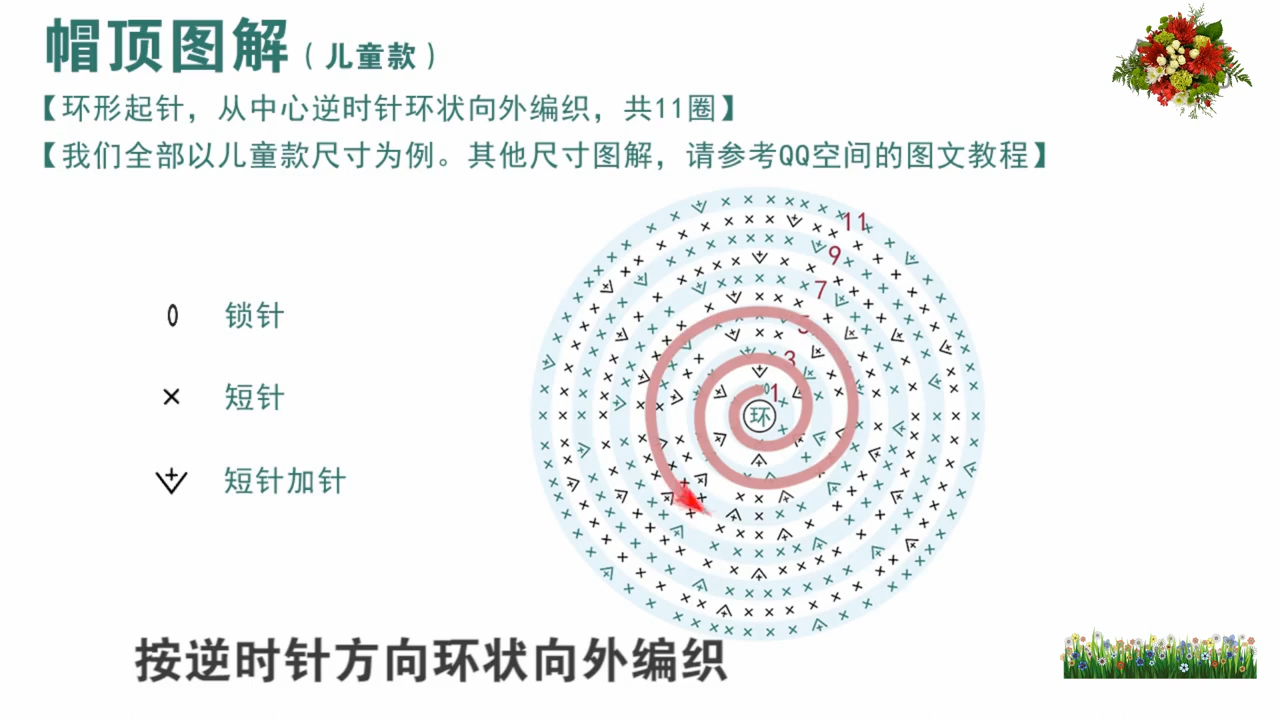 帽顶图解（儿童款）
【环形起针，从中心逆时针环状向外编织，共11圈】
【我们全部以儿童款尺寸为例。其他尺寸图解，请参考QQ空间的图文教程】
11
9
7
5
3
1
环
锁针
短针
短针加针
按逆时针方向环状向外编织